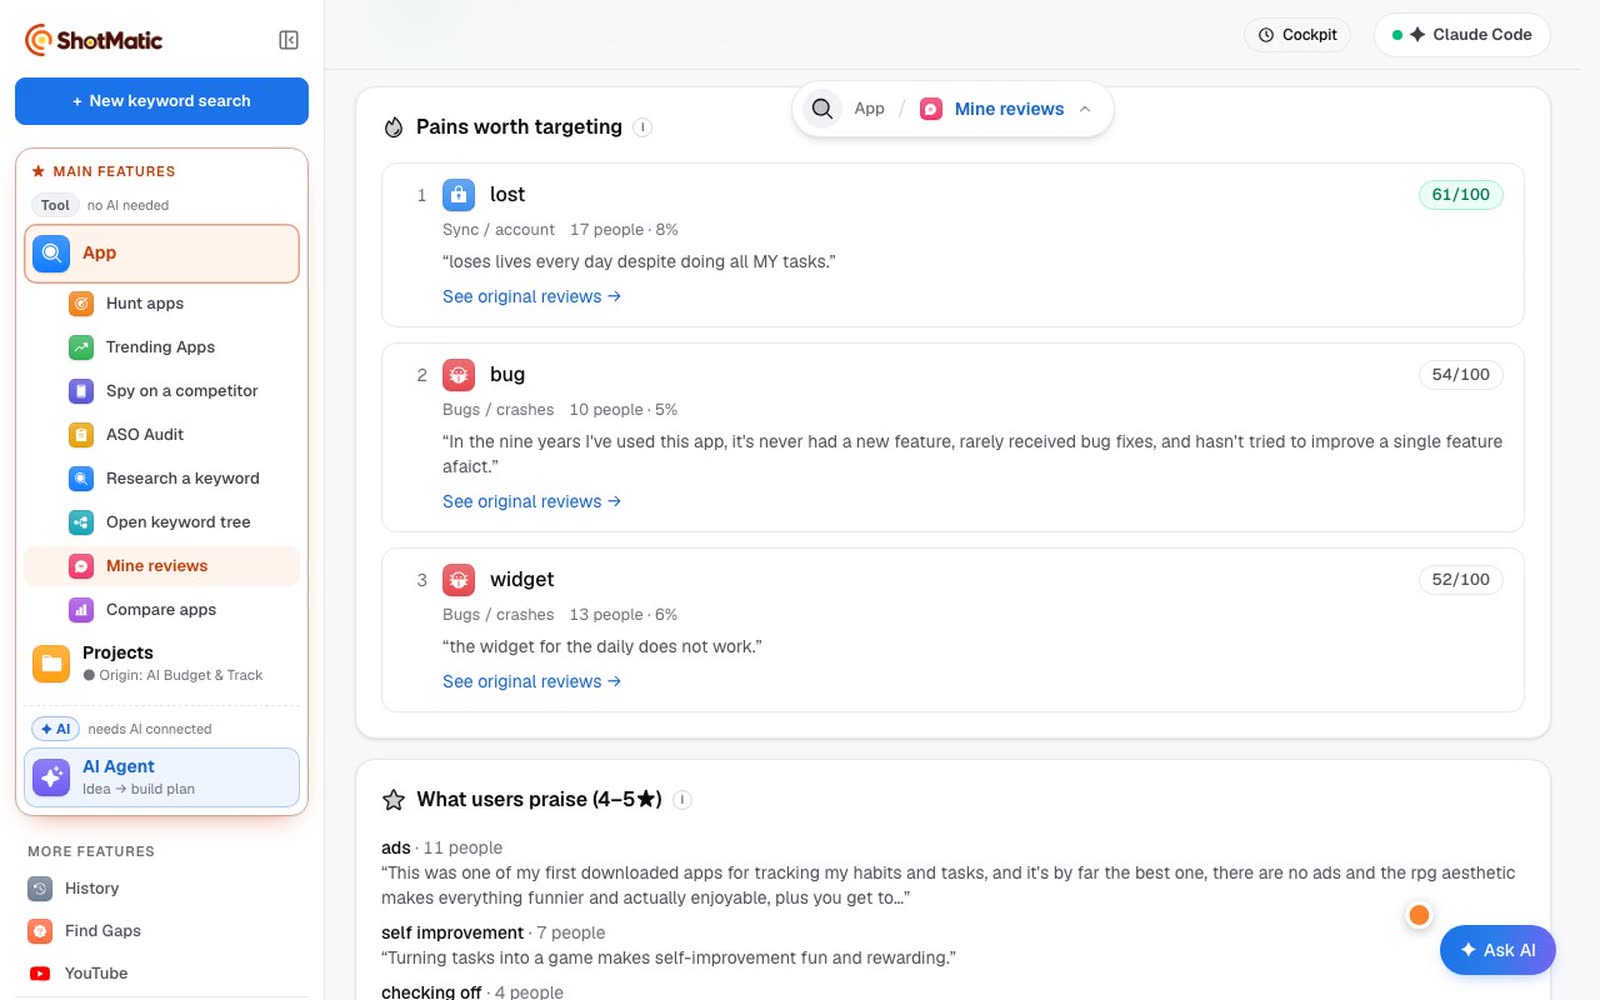 ShotMatic
+ New keyword search
MAIN FEATURES
Tool no AI needed
App
Hunt apps
Trending Apps
Spy on a competitor
ASO Audit
Research a keyword
Open keyword tree
Mine reviews
Compare apps
Projects
Origin: AI Budget & Track
AI needs AI connected
AI Agent
Idea → build plan
MORE FEATURES
History
Find Gaps
YouTube
Cockpit
Claude Code
App / Mine reviews
Pains worth targeting
1 lost 61/100
Sync / account 17 people · 8%
“loses lives every day despite doing all MY tasks.”
See original reviews →
2 bug 54/100
Bugs / crashes 10 people · 5%
“In the nine years I've used this app, it's never had a new feature, rarely received bug fixes, and hasn't tried to improve a single feature
afaict.”
See original reviews →
3 widget 52/100
Bugs / crashes 13 people · 6%
“the widget for the daily does not work.”
See original reviews →
What users praise (4–5★)
ads · 11 people
“This was one of my first downloaded apps for tracking my habits and tasks, and it's by far the best one, there are no ads and the rpg aesthetic
makes everything funnier and actually enjoyable, plus you get to…”
self improvement · 7 people
“Turning tasks into a game makes self-improvement fun and rewarding.”
checking off · 4 people
Ask AI